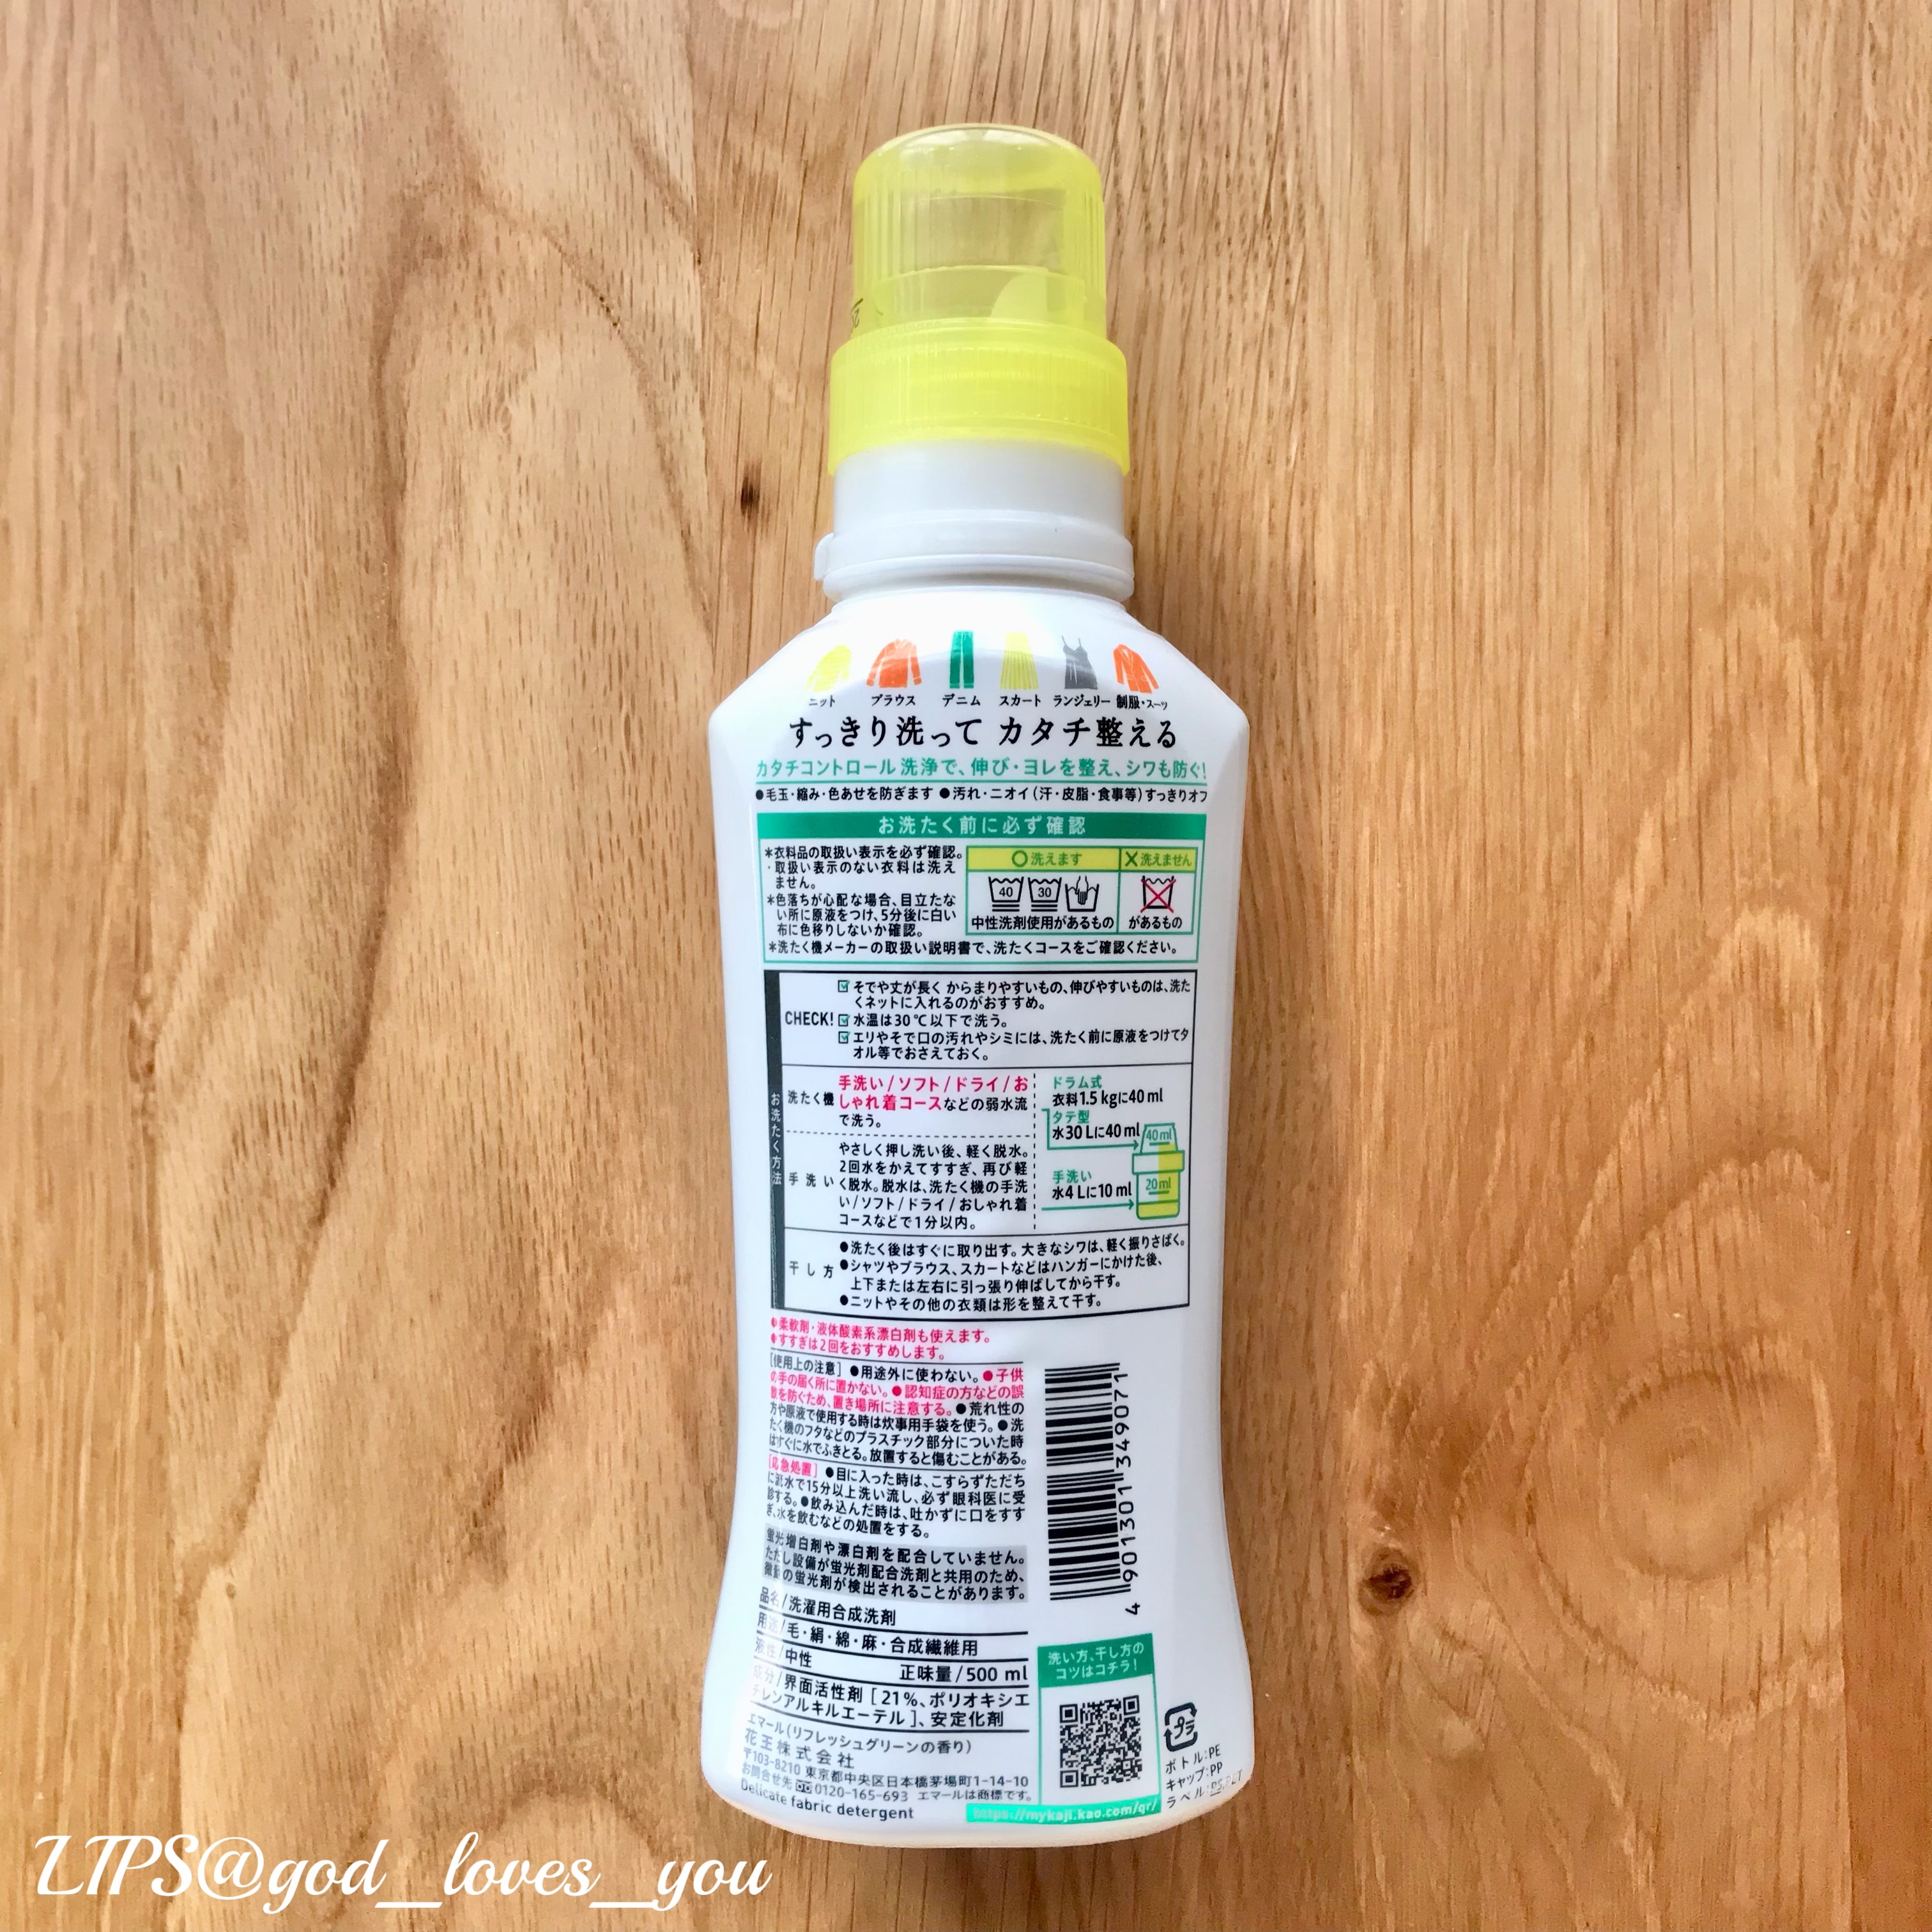 ニット ブラウス デニム スカート ランジェリー 制服・スーツ
すっきり洗って カタチ整える
カタチコントロール洗浄で、伸び・ヨレを整え、シワも防ぐ!
●毛玉・縮み・色あせを防ぎます ●汚れ・ニオイ(汗・皮脂・食事等)すっきりオフ
お洗たく前に必ず確認
*衣料品の取扱い表示を必ず確認。
・取扱い表示のない衣料は洗え
ません。
*色落ちが心配な場合、目立たな
い所に原液をつけ、5分後に白い
布に色移りしないか確認。
*洗たく機メーカーの取扱い説明書で、洗たくコースをご確認ください。
○洗えます
40 30
中性洗剤使用があるもの
×洗えません
があるもの
お洗たく方法
CHECK!
そでや丈が長く からまりやすいもの、伸びやすいものは、洗た
くネットに入れるのがおすすめ。
水温は30℃以下で洗う。
エリやそで口の汚れやシミには、洗たく前に原液をつけてタ
オル等でおさえておく。
洗たく機
手洗い/ソフト/ドライ/お
しゃれ着コースなどの弱水流
で洗う。
手洗い
やさしく押し洗い後、軽く脱水。
2回水をかえてすすぎ、再び軽
く脱水。脱水は、洗たく機の手洗
い/ソフト/ドライ/おしゃれ着
コースなどで1分以内。
ドラム式
衣料1.5 kgに40 ml
タテ型
水30 Lに40 ml
40ml
手洗い
水4 Lに10 ml
20ml
干し方
●洗たく後はすぐに取り出す。大きなシワは、軽く振りさばく。
●シャツやブラウス、スカートなどはハンガーにかけた後、
上下または左右に引っ張り伸ばしてから干す。
●ニットやその他の衣類は形を整えて干す。
●柔軟剤・液体酸素系漂白剤も使えます。
●すすぎは2回をおすすめします。
[使用上の注意] ●用途外に使わない。●子供
の手の届く所に置かない。●認知症の方などの誤
飲を防ぐため、置き場所に注意する。●荒れ性の
方や原液で使用する時は炊事用手袋を使う。●洗
たく機のフタなどのプラスチック部分についた時
はすぐに水でふきとる。放置すると傷むことがある。
[応急処置] ●目に入った時は、こすらずただち
に流水で15分以上洗い流し、必ず眼科医に受
診する。●飲み込んだ時は、吐かずに口をすす
ぎ、水を飲むなどの処置をする。
蛍光増白剤や漂白剤を配合していません。
ただし設備が蛍光剤配合洗剤と共用のため、
微量の蛍光剤が検出されることがあります。
品名/洗濯用合成洗剤
用途/毛・絹・綿・麻・合成繊維用
液性/中性 正味量/500 ml
成分/界面活性剤[21%、ポリオキシエ
チレンアルキルエーテル]、安定化剤
エマール(リフレッシュグリーンの香り)
花王株式会社
〒103-8210 東京都中央区日本橋茅場町1-14-10
お問合せ先 0120-165-693 エマールは商標です。
Delicate fabric detergent
4 901301 349071
洗い方、干し方の
コツはコチラ!
https://mykaji.kao.com/qr/
プラ
ボトル:PE
キャップ:PP
ラベル:PS,PET
LIPS@god_loves_you